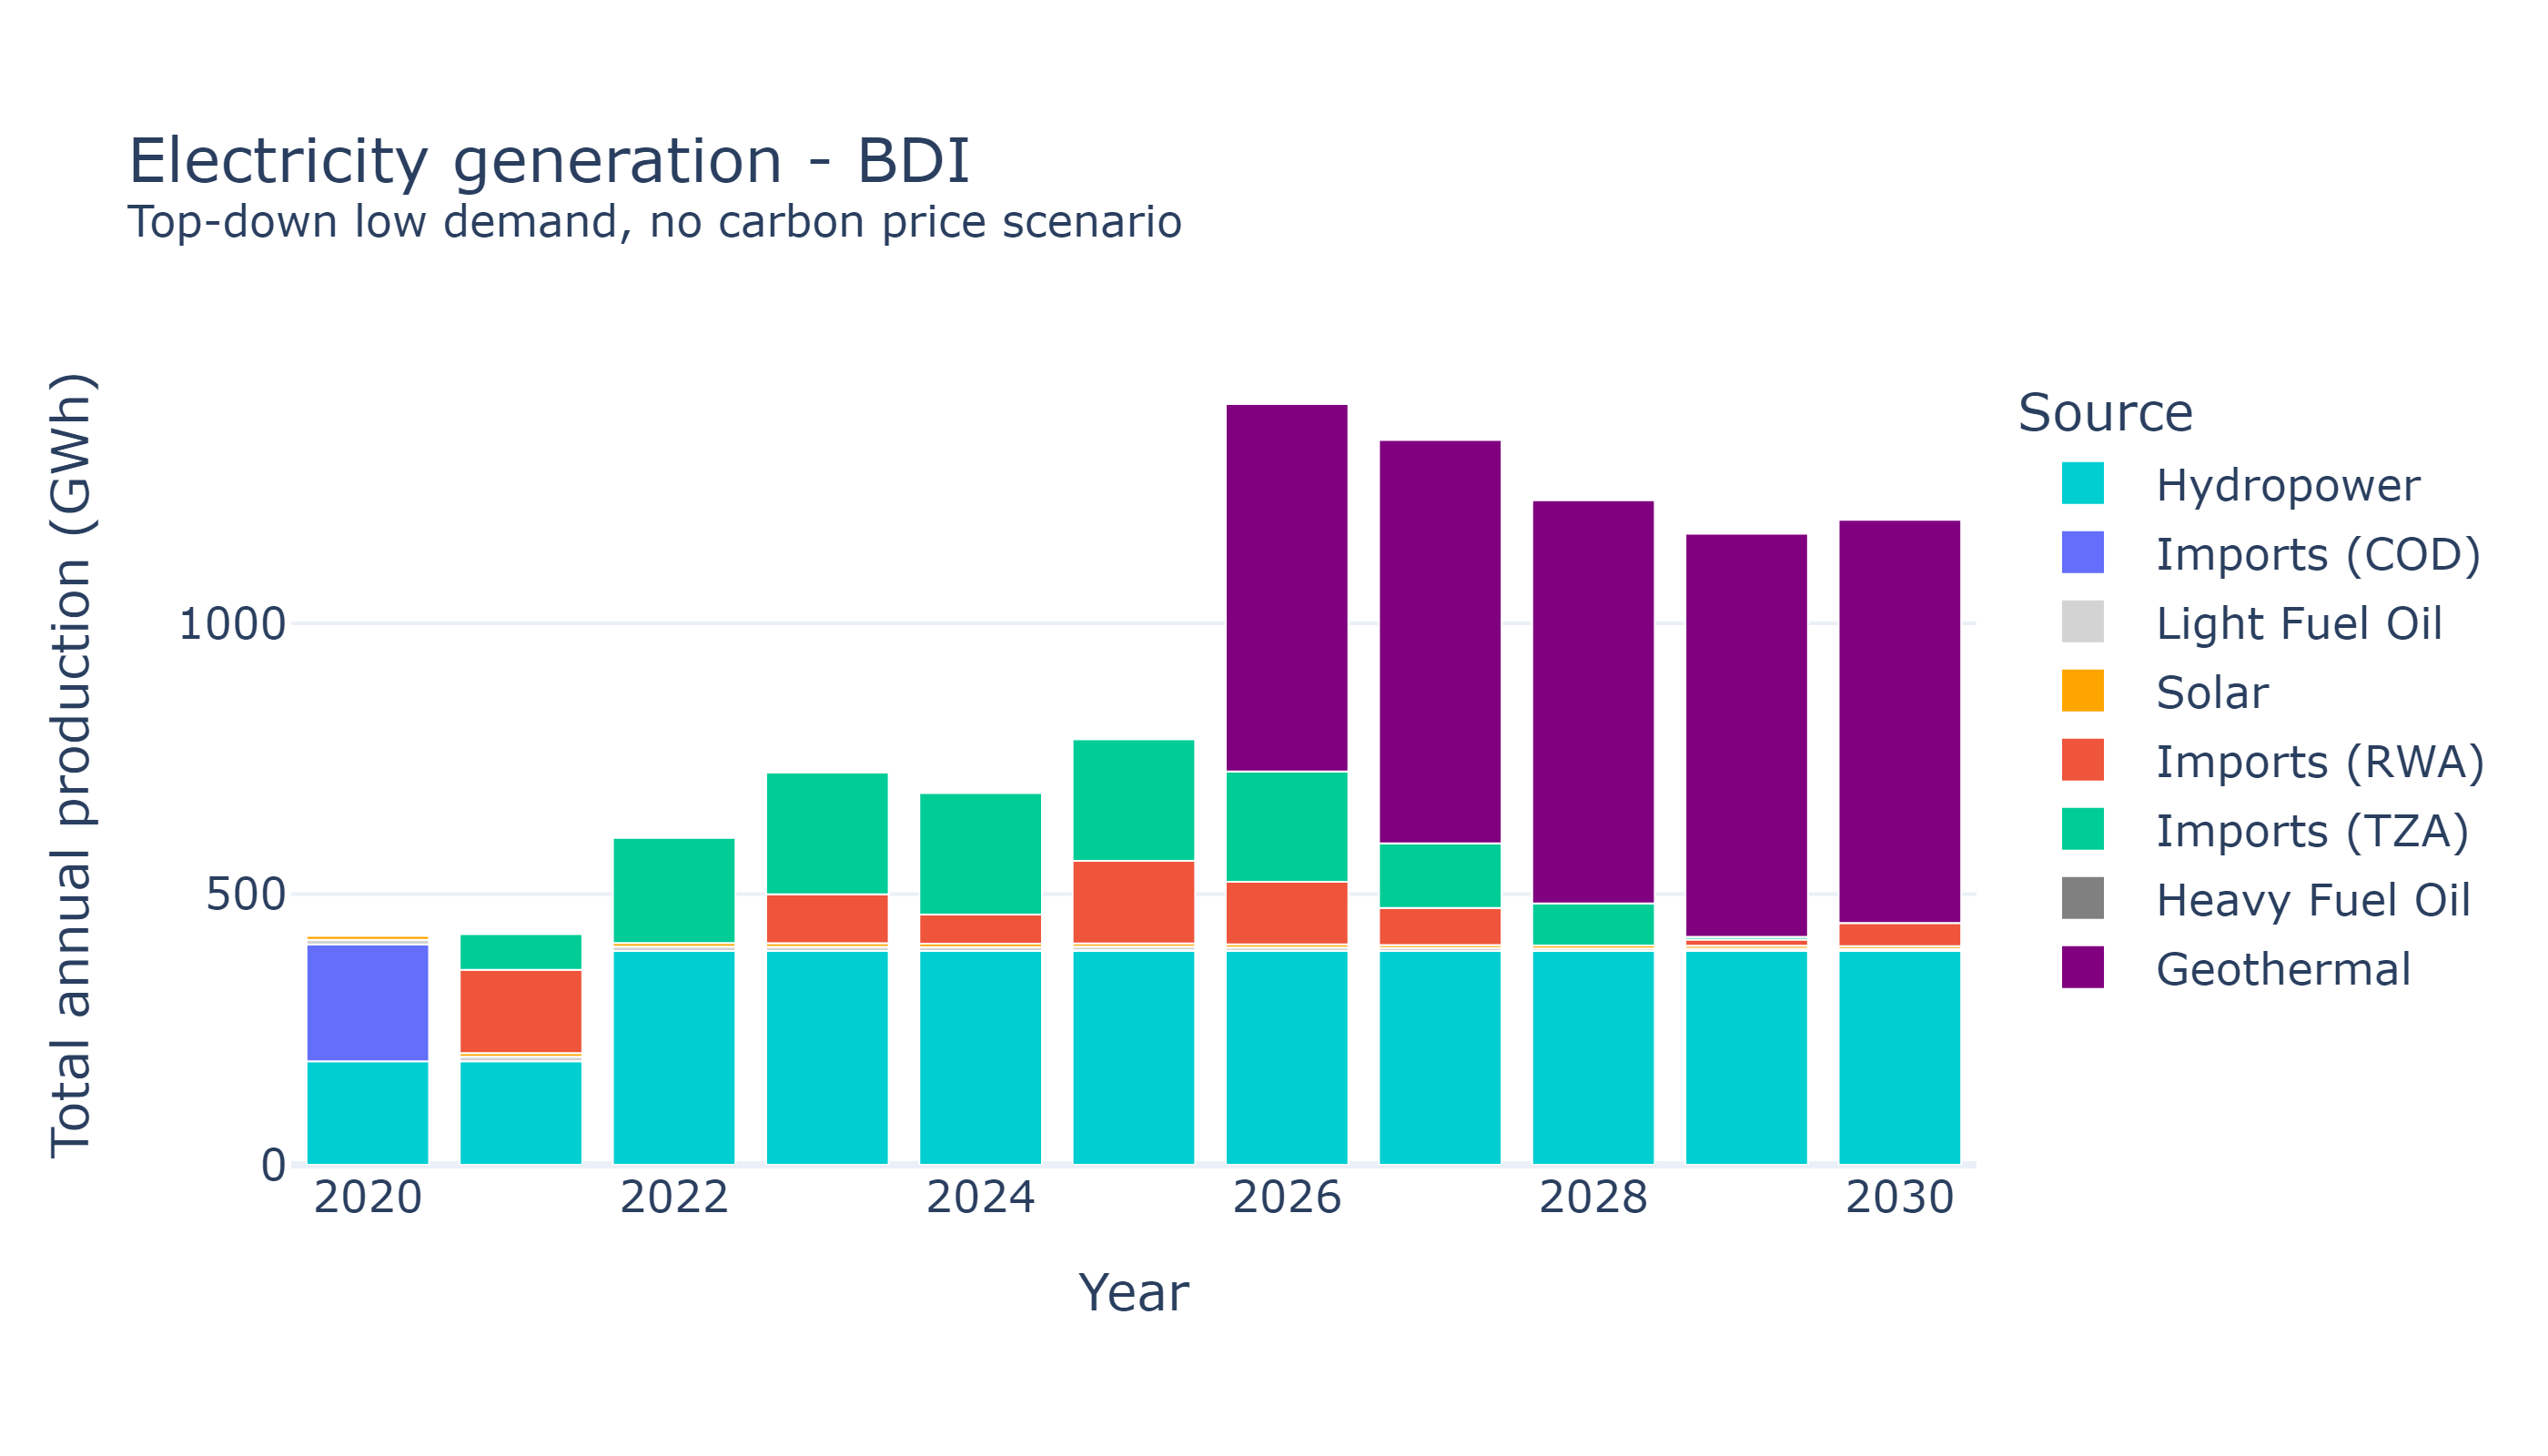 Electricity generation - BDI
Top-down low demand, no carbon price scenario
Total annual production (GWh)
1000
500
0
2020
2022
2024
2026
2028
2030
Year
Source
Hydropower
Imports (COD)
Light Fuel Oil
Solar
Imports (RWA)
Imports (TZA)
Heavy Fuel Oil
Geothermal